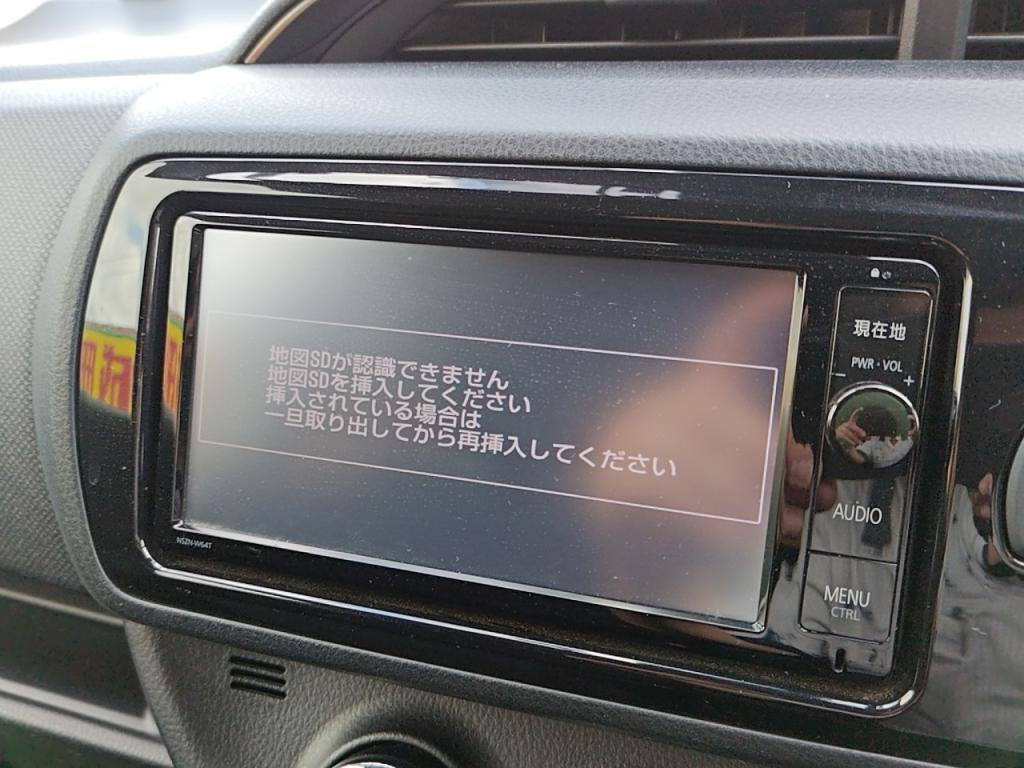 地図SDが認識できません
地図SDを挿入してください
挿入されている場合は
一旦取り出してから再挿入してください
現在地
PWR・VOL
- +
AUDIO
MENU
CTRL
NSZN-W64T